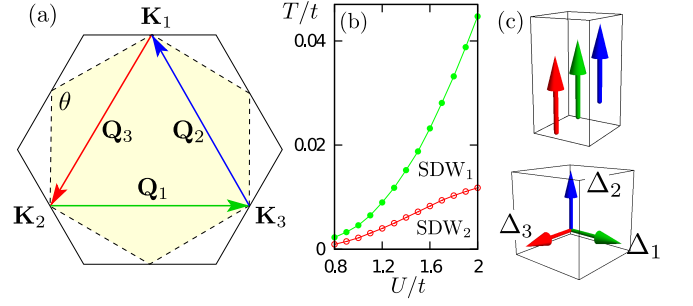 (a)
K₁
θ
Q₃
Q₂
Q₁
K₂
K₃
(b)
T/t
0.04
0.02
0
SDW₁
SDW₂
0.8
1.2
1.6
2
U/t
(c)
Δ₂
Δ₃
Δ₁